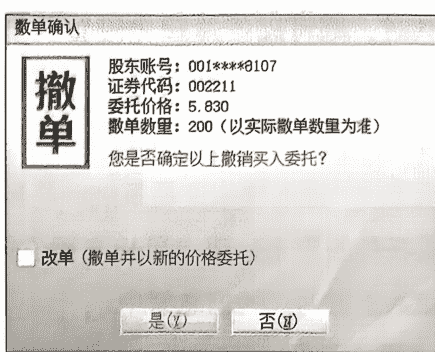 撤单确认
撤
单
股东账号：001****8107
证券代码：002211
委托价格：5.830
撤单数量：200（以实际撤单数量为准）
您是否确定以上撤销买入委托？
改单（撤单并以新的价格委托）
是(Y) 否(N)